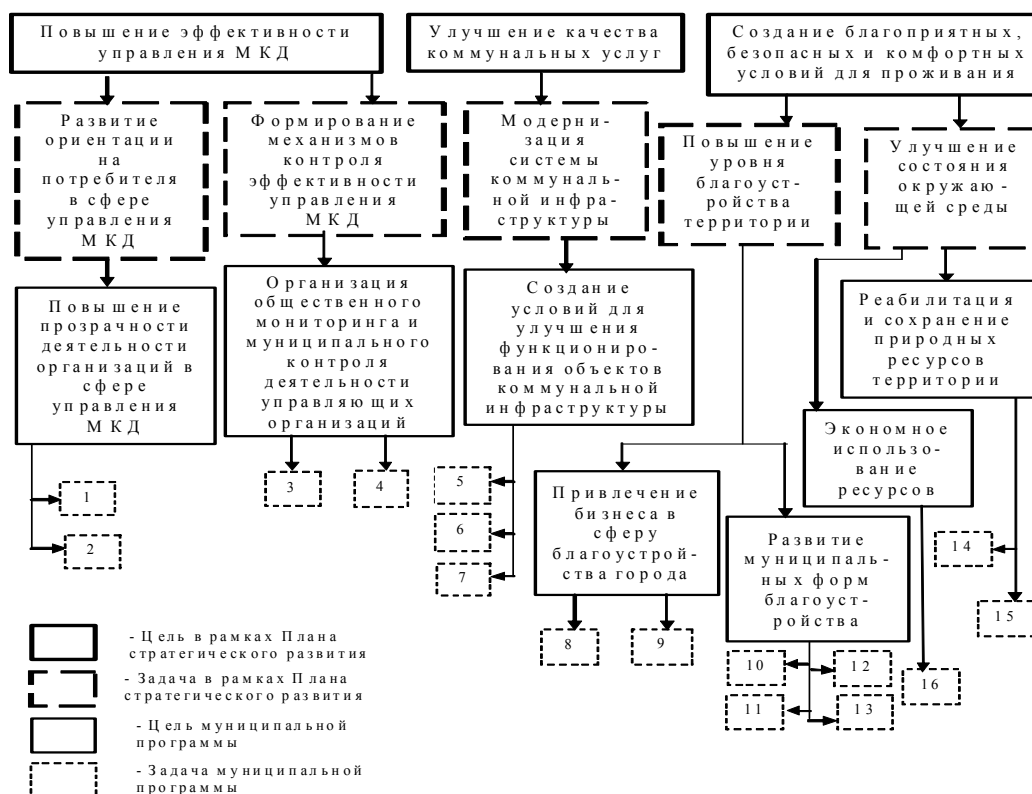 Повышение эффективности
управления МКД
Улучшение качества
коммунальных услуг
Создание благоприятных,
безопасных и комфортных
условий для проживания
Развитие
ориентации
на
потребителя
в сфере
управления
МКД
Формирование
механизмов
контроля
эффективности
управления
МКД
Модерни-
зация
системы
коммуналь-
ной инфра-
структуры
Повышение
уровня
благоуст-
ройства
территории
Улучшение
состояния
окружаю-
щей среды
Повышение
прозрачности
деятельности
организаций в
сфере
управления
МКД
Организация
общественного
мониторинга и
муниципального
контроля
деятельности
управляющих
организаций
Создание
условий для
улучшения
функциониро-
вания объектов
коммунальной
инфраструктуры
Реабилитация
и сохранение
природных
ресурсов
территории
Экономное
использо-
вание
ресурсов
Привлечение
бизнеса в
сферу
благоустрой-
ства города
Развитие
муниципаль-
ных форм
благоуст-
ройства
1
2
3
4
5
6
7
8
9
10
12
11
13
14
15
16
- Цель в рамках Плана
стратегического развития
- Задача в рамках Плана
стратегического развития
- Цель муниципальной
программы
- Задача муниципальной
программы